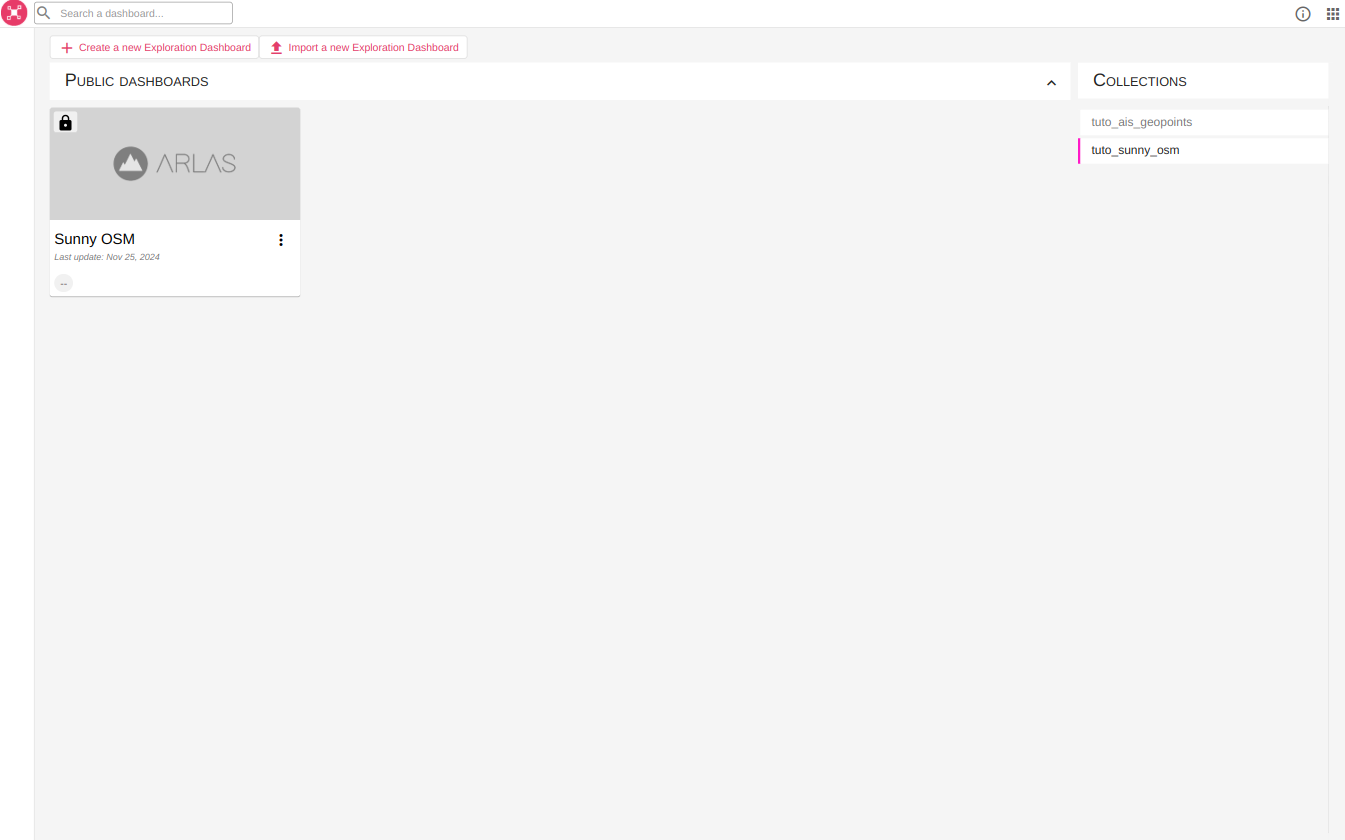 Search a dashboard...
Create a new Exploration Dashboard
Import a new Exploration Dashboard
Public dashboards
Collections
tuto_ais_geopoints
tuto_sunny_osm
ARLAS
Sunny OSM
Last update: Nov 25, 2024
--